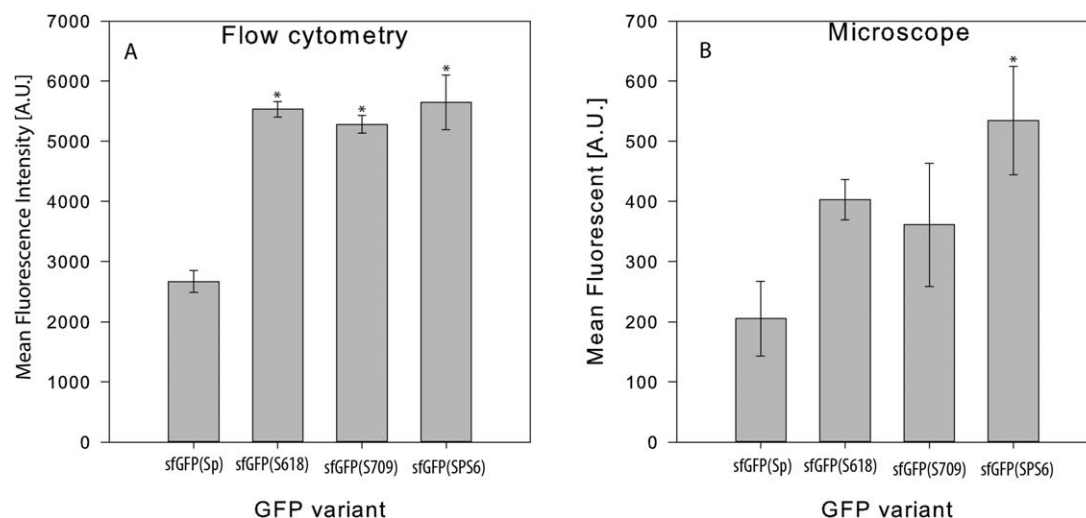 A
Flow cytometry
Mean Fluorescence Intensity [A.U.]
7000
6000
5000
4000
3000
2000
1000
0
*
*
*
sfGFP(Sp)
sfGFP(S618)
sfGFP(S709)
sfGFP(SPS6)
GFP variant
B
Microscope
Mean Fluorescent [A.U.]
700
600
500
400
300
200
100
0
*
sfGFP(Sp)
sfGFP(S618)
sfGFP(S709)
sfGFP(SPS6)
GFP variant